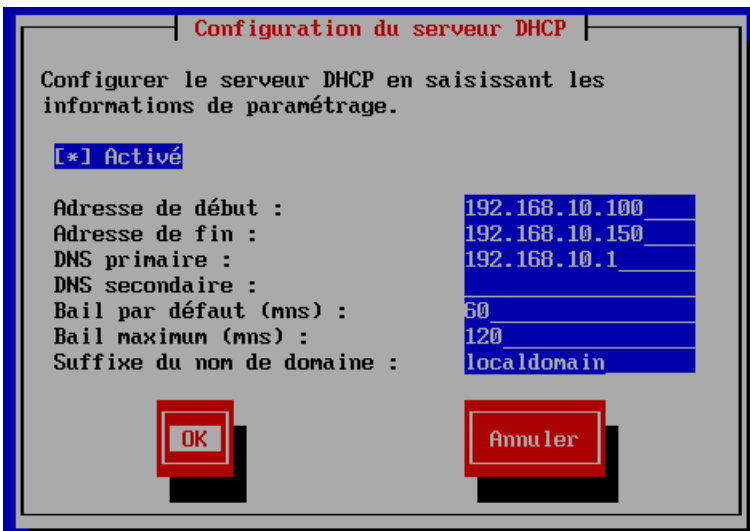 Configuration du serveur DHCP
Configurer le serveur DHCP en saisissant les
informations de paramétrage.
[*] Activé
Adresse de début : 192.168.10.100
Adresse de fin : 192.168.10.150
DNS primaire : 192.168.10.1
DNS secondaire :
Bail par défaut (mns) : 60
Bail maximum (mns) : 120
Suffixe du nom de domaine : localdomain
OK Annuler